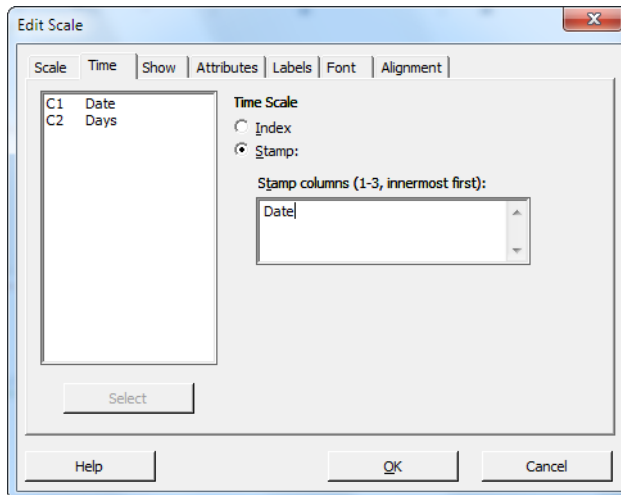 Edit Scale
X
Scale Time Show Attributes Labels Font Alignment
C1 Date
C2 Days
Time Scale
Index
Stamp:
Stamp columns (1-3, innermost first):
Date
Select
Help OK Cancel